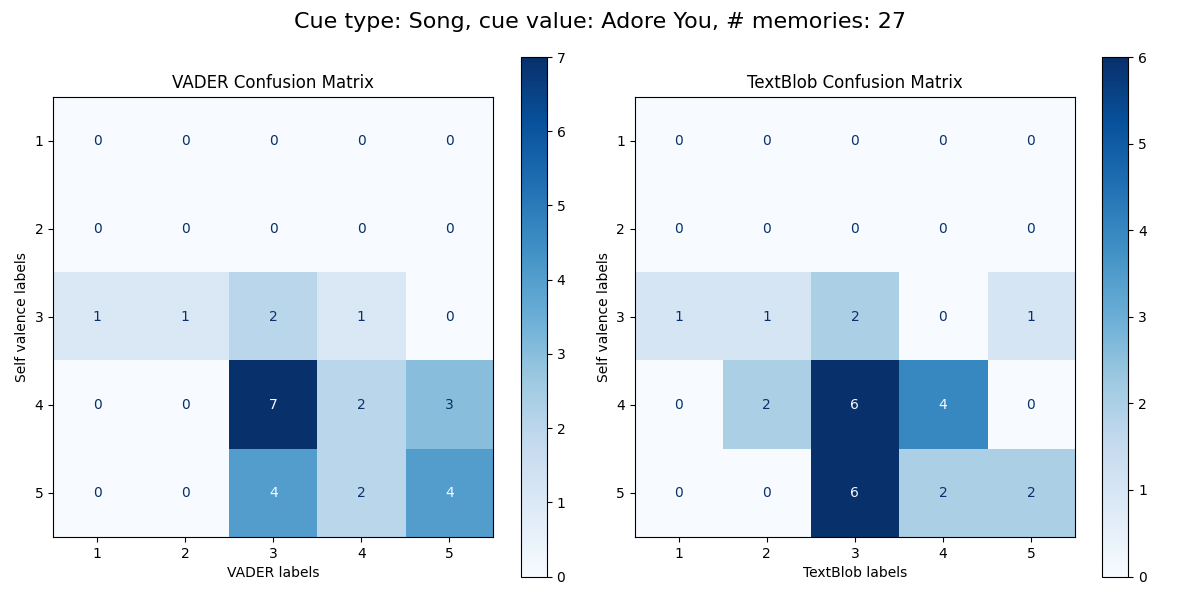 Cue type: Song, cue value: Adore You, # memories: 27
VADER Confusion Matrix
Self valence labels
1 0 0 0 0 0
2 0 0 0 0 0
3 1 1 2 1 0
4 0 0 7 2 3
5 0 0 4 2 4
1 2 3 4 5
VADER labels
7
6
5
4
3
2
1
0
TextBlob Confusion Matrix
Self valence labels
1 0 0 0 0 0
2 0 0 0 0 0
3 1 1 2 0 1
4 0 2 6 4 0
5 0 0 6 2 2
1 2 3 4 5
TextBlob labels
6
5
4
3
2
1
0